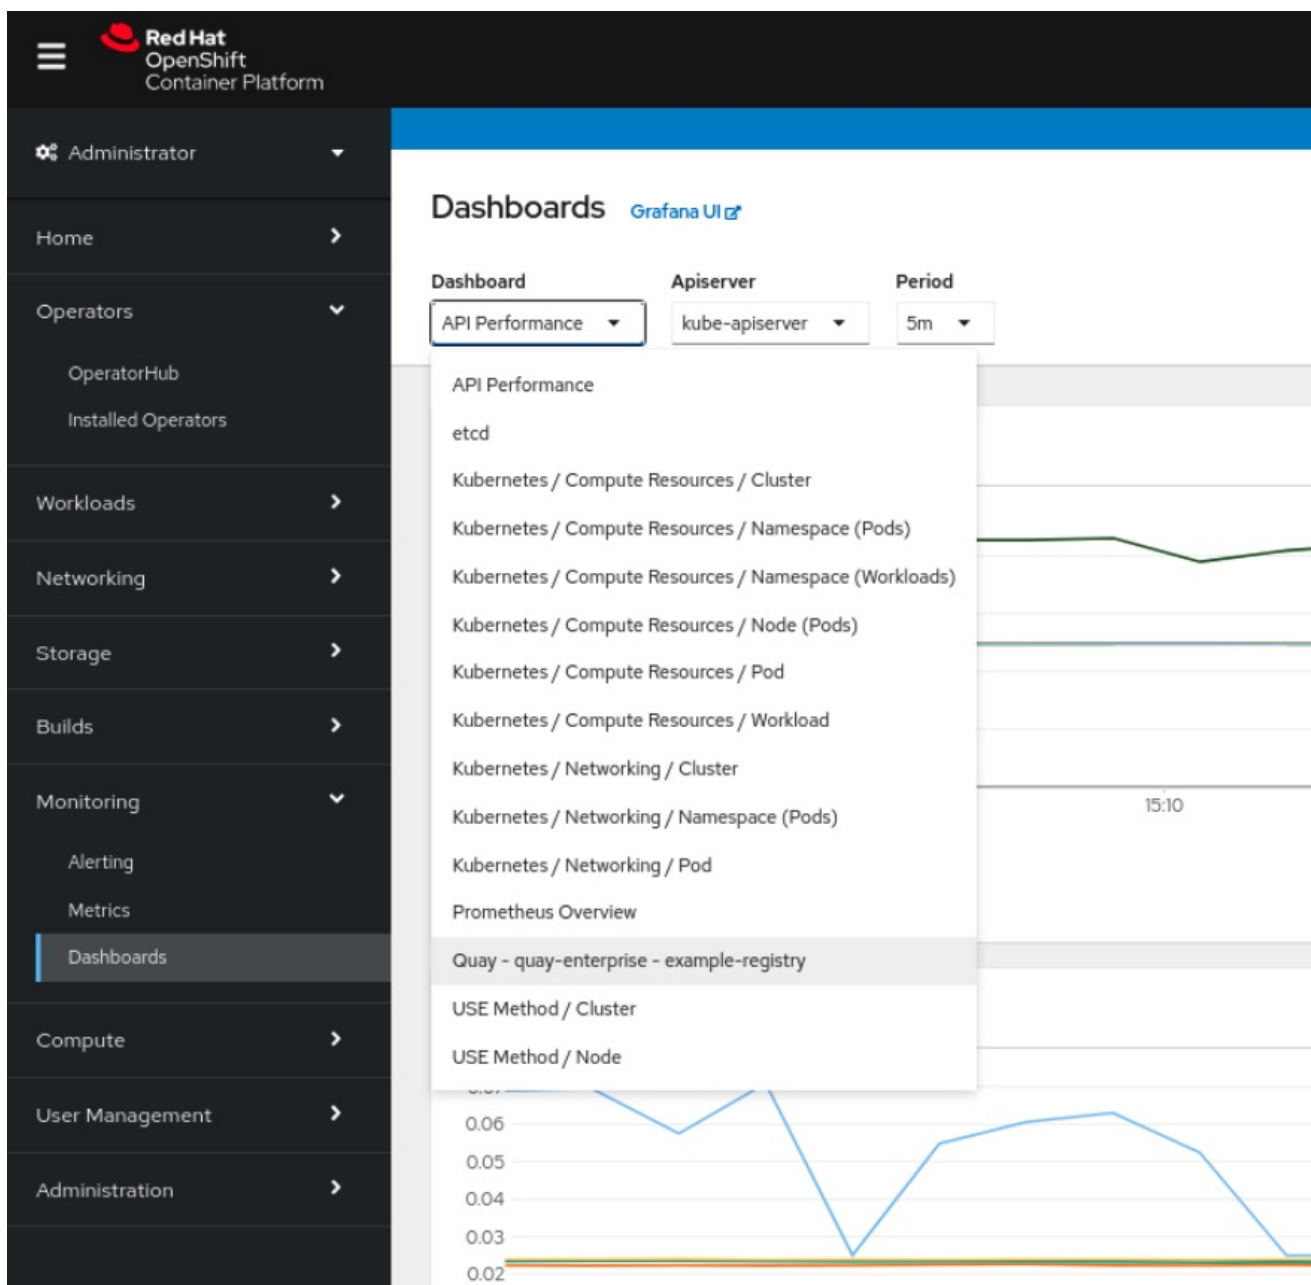 Red Hat
OpenShift
Container Platform
Administrator
Home
Operators
OperatorHub
Installed Operators
Workloads
Networking
Storage
Builds
Monitoring
Alerting
Metrics
Dashboards
Compute
User Management
Administration
Dashboards Grafana UI
Dashboard Apiserver Period
API Performance kube-apiserver 5m
API Performance
etcd
Kubernetes / Compute Resources / Cluster
Kubernetes / Compute Resources / Namespace (Pods)
Kubernetes / Compute Resources / Namespace (Workloads)
Kubernetes / Compute Resources / Node (Pods)
Kubernetes / Compute Resources / Pod
Kubernetes / Compute Resources / Workload
Kubernetes / Networking / Cluster
Kubernetes / Networking / Namespace (Pods)
Kubernetes / Networking / Pod
Prometheus Overview
Quay - quay-enterprise - example-registry
USE Method / Cluster
USE Method / Node
15:10
0.06
0.05
0.04
0.03
0.02